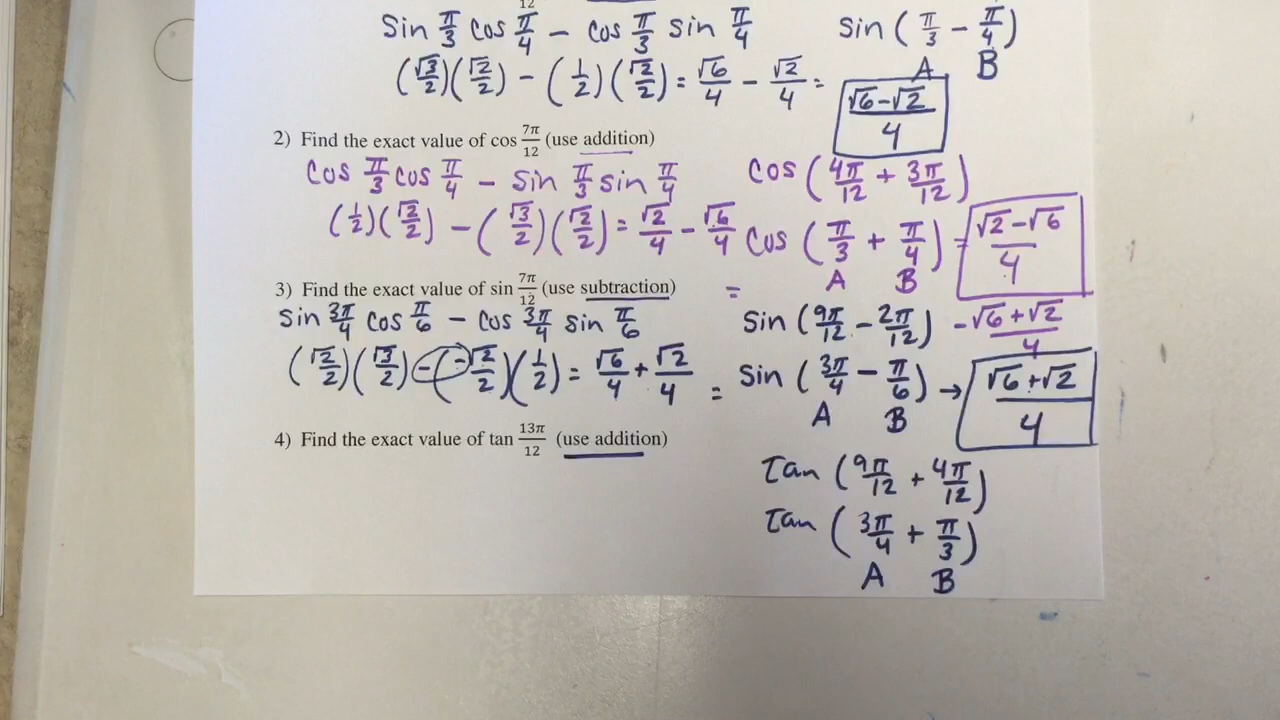 12
sin π/3 cos π/4 − cos π/3 sin π/4    sin (π/3 − π/4)
A B
(√3/2)(√2/2) − (1/2)(√2/2) = √6/4 − √2/4 = (√6−√2)/4
2) Find the exact value of cos 7π/12 (use addition)
cos π/3 cos π/4 − sin π/3 sin π/4    cos (4π/12 + 3π/12)
(1/2)(√2/2) − (√3/2)(√2/2) = √2/4 − √6/4    cos (π/3 + π/4) = (√2−√6)/4
A B
3) Find the exact value of sin 7π/12 (use subtraction) =
sin 3π/4 cos π/6 − cos 3π/4 sin π/6    sin (9π/12 − 2π/12)    (−√6+√2)/4
(√2/2)(√3/2) − (−√2/2)(1/2) = √6/4 + √2/4 = sin (3π/4 − π/6) → (√6+√2)/4
A B
4) Find the exact value of tan 13π/12 (use addition)
Tan (9π/12 + 4π/12)
Tan (3π/4 + π/3)
A B